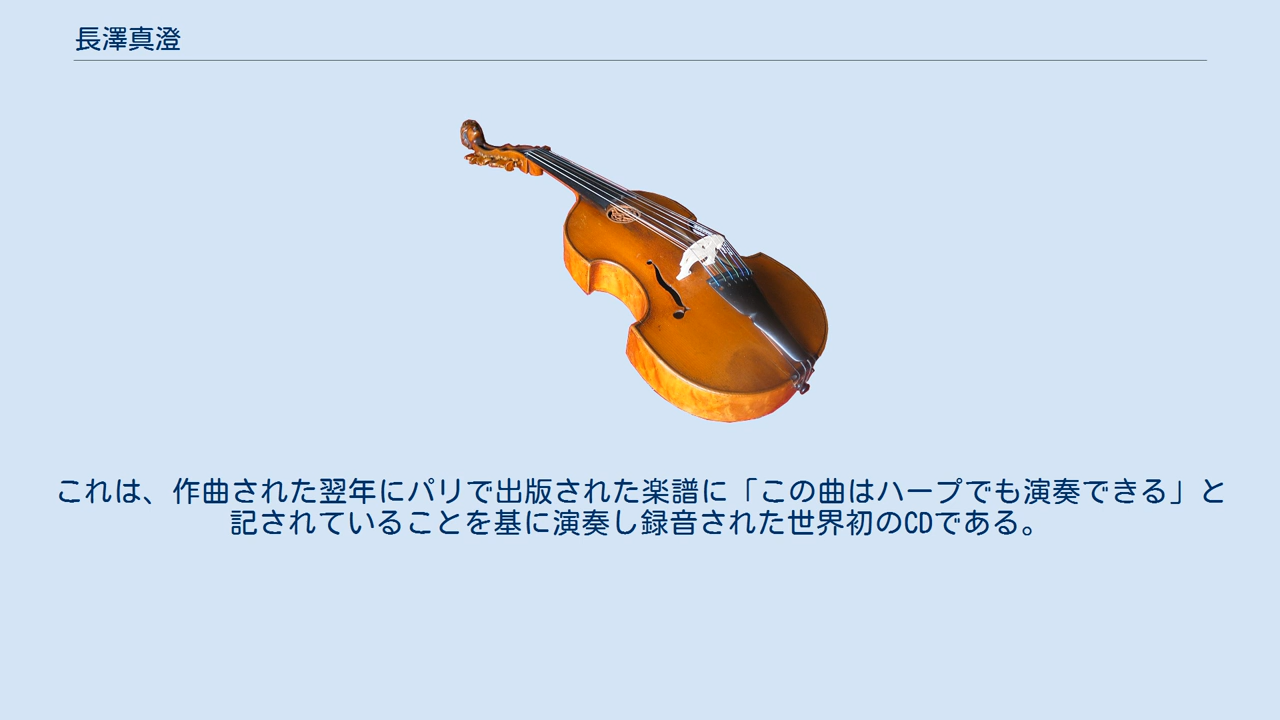 長澤真澄
これは、作曲された翌年にパリで出版された楽譜に「この曲はハープでも演奏できる」と
記されていることを基に演奏し録音された世界初のCDである。